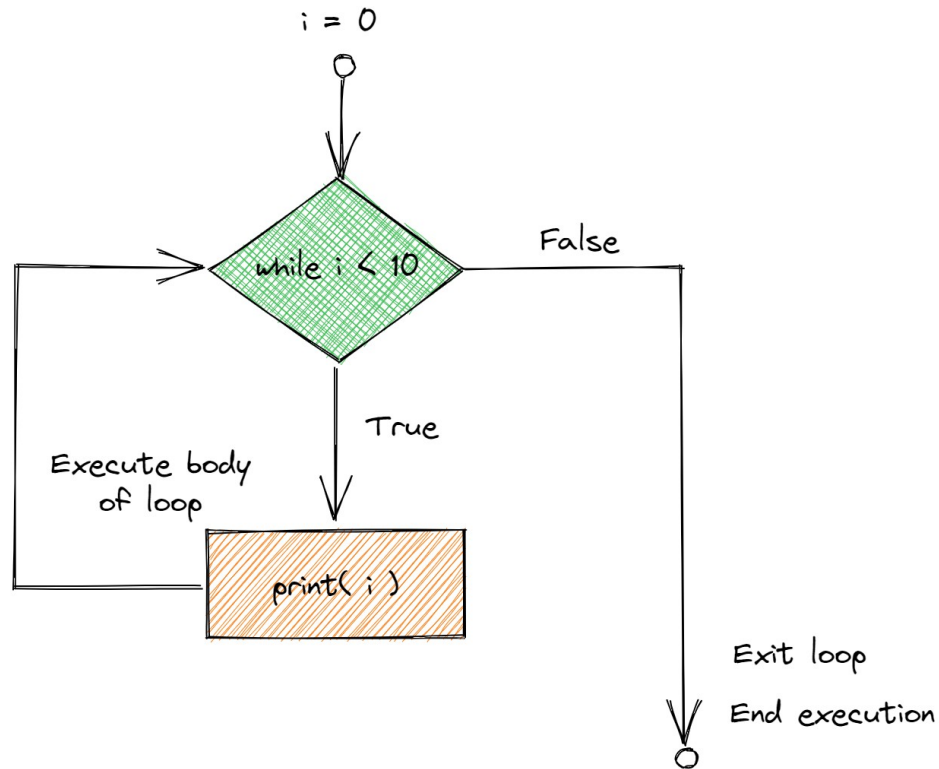 i = 0
while i < 10
False
True
Execute body
of loop
print( i )
Exit loop
End execution